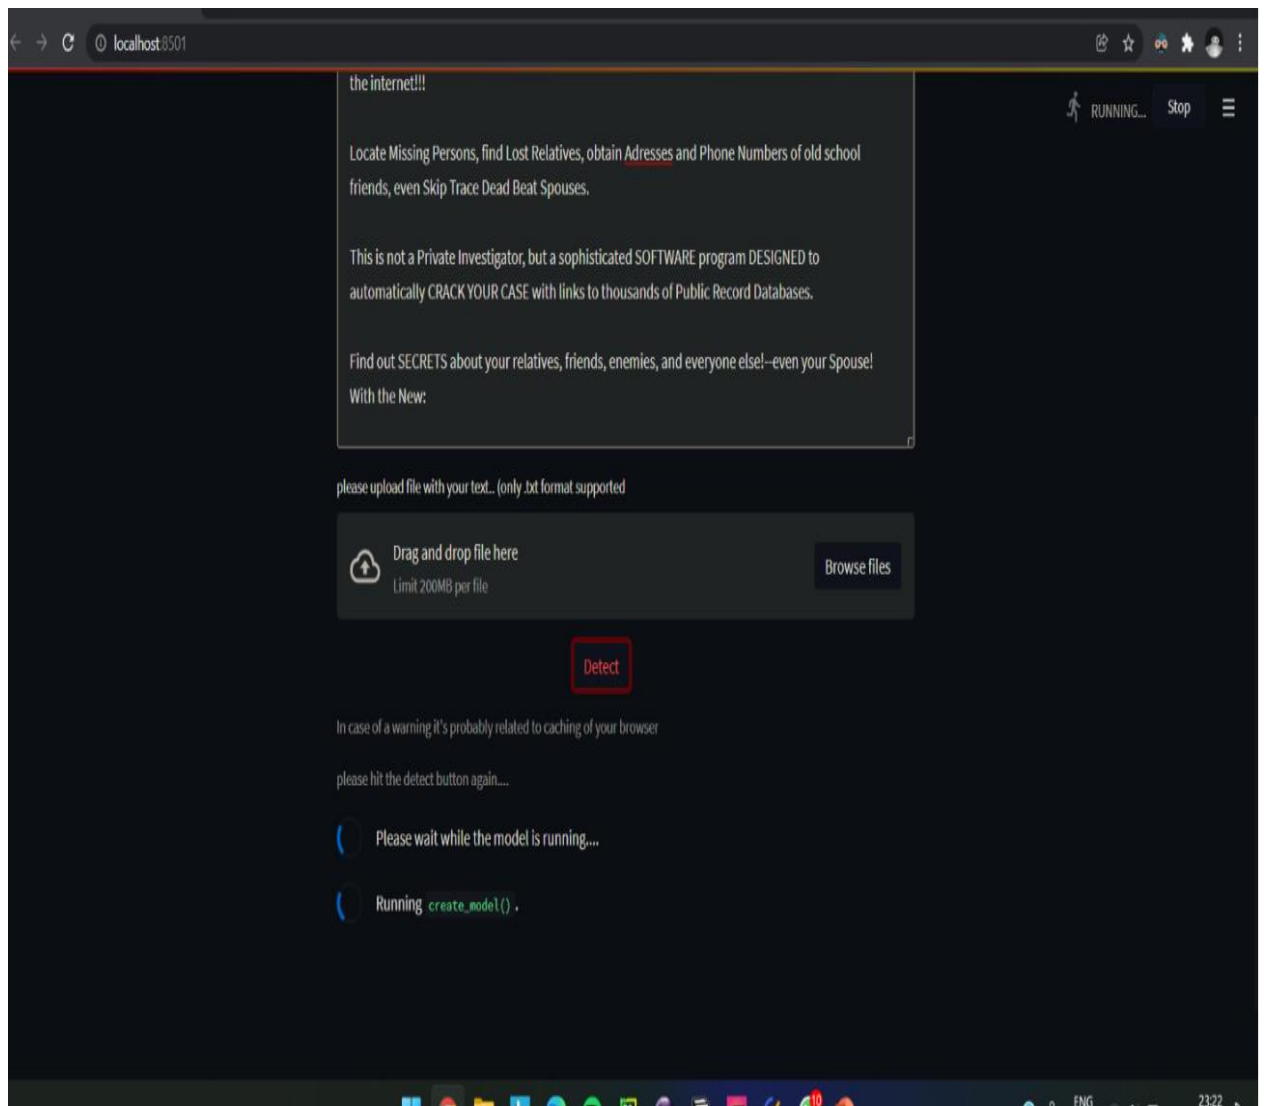 localhost:8501
the internet!!!
RUNNING...
Stop
Locate Missing Persons, find Lost Relatives, obtain Adresses and Phone Numbers of old school
friends, even Skip Trace Dead Beat Spouses.
This is not a Private Investigator, but a sophisticated SOFTWARE program DESIGNED to
automatically CRACK YOUR CASE with links to thousands of Public Record Databases.
Find out SECRETS about your relatives, friends, enemies, and everyone else!--even your Spouse!
With the New:
please upload file with your text.. (only .txt format supported
Drag and drop file here
Limit 200MB per file
Browse files
Detect
In case of a warning it's probably related to caching of your browser
please hit the detect button again....
Please wait while the model is running....
Running create_model() .
10
ENG
23:22